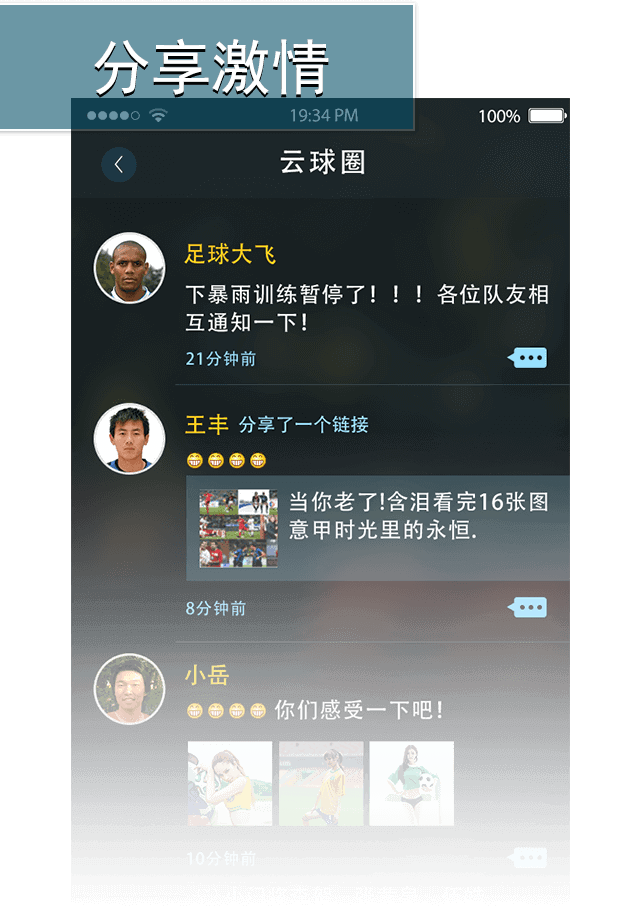 分享激情
19:34 PM 100%
云球圈
足球大飞
下暴雨训练暂停了！！！各位队友相
互通知一下！
21分钟前
王丰 分享了一个链接
当你老了!含泪看完16张图
意甲时光里的永恒.
8分钟前
小岳
你们感受一下吧！
10分钟前